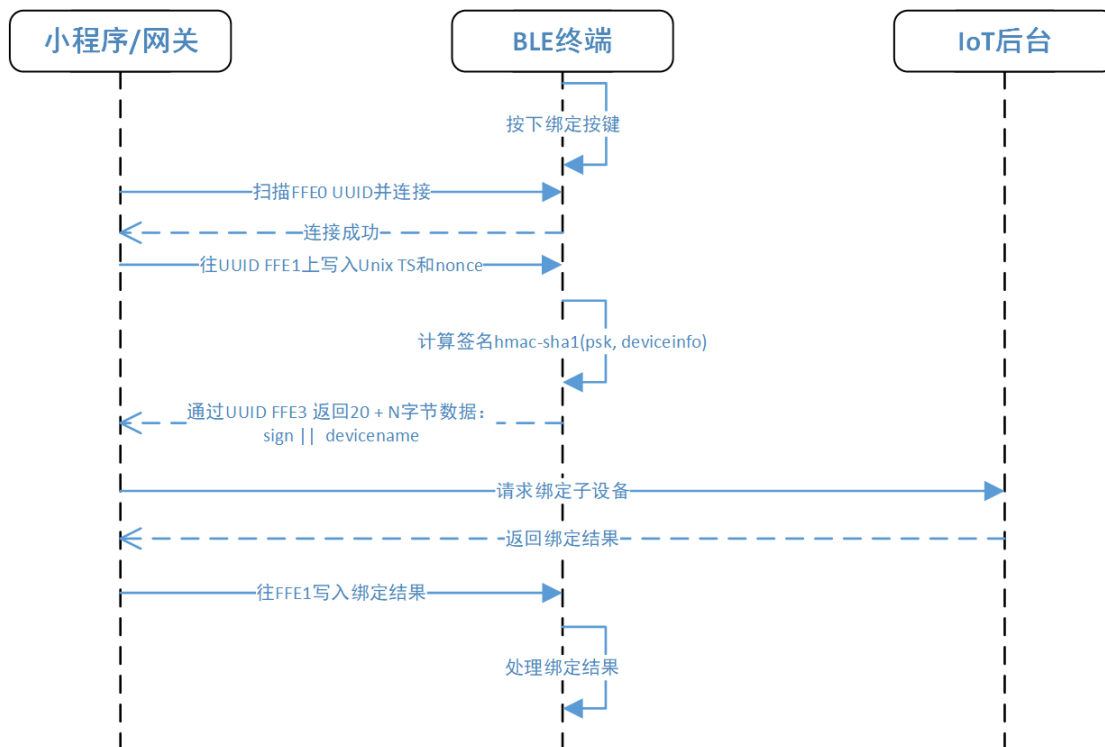 小程序/网关
BLE终端
IoT后台
按下绑定按键
扫描FFE0 UUID并连接
连接成功
往UUID FFE1上写入Unix TS和nonce
计算签名hmac-sha1(psk, deviceinfo)
通过UUID FFE3 返回20 + N字节数据：
sign || devicename
请求绑定子设备
返回绑定结果
往FFE1写入绑定结果
处理绑定结果